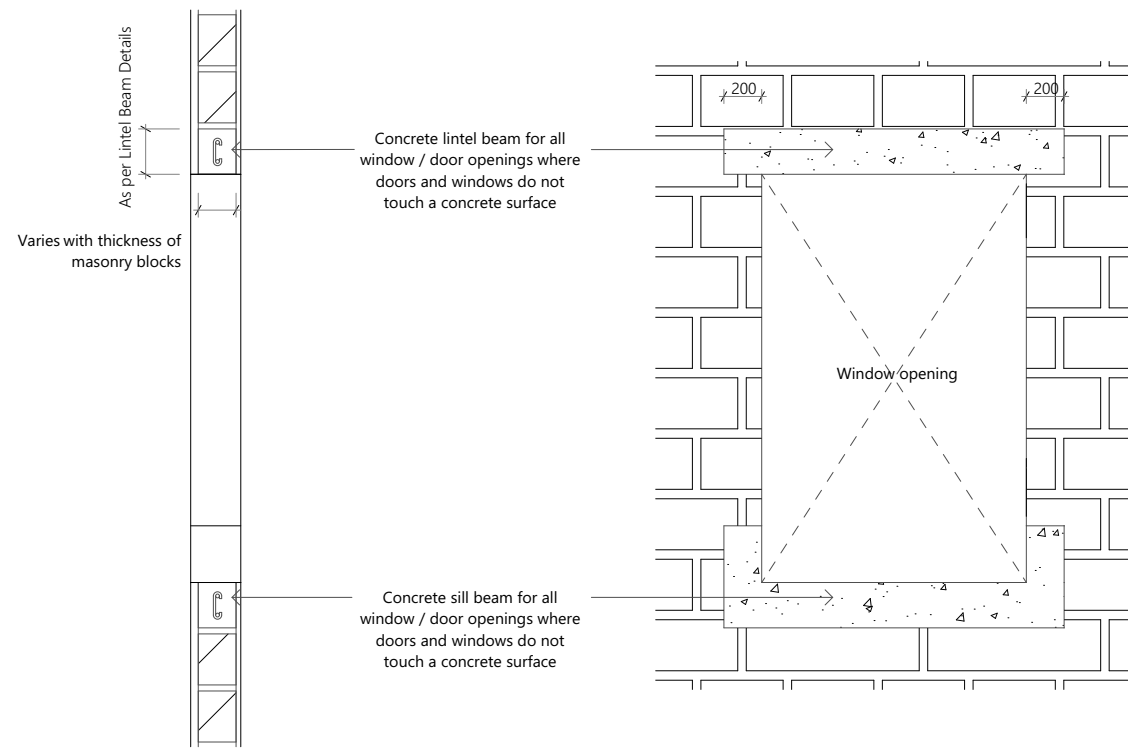 As per Lintel Beam Details
200
200
Concrete lintel beam for all
window / door openings where
doors and windows do not
touch a concrete surface
Varies with thickness of
masonry blocks
Window opening
Concrete sill beam for all
window / door openings where
doors and windows do not
touch a concrete surface